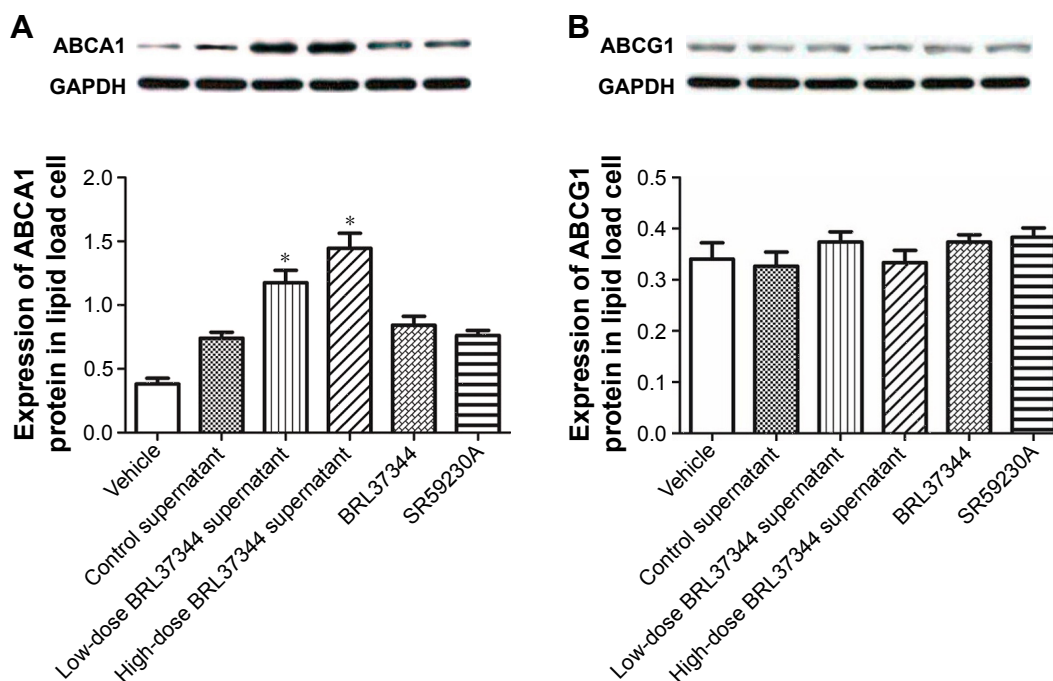 A
ABCA1
GAPDH
Expression of ABCA1
protein in lipid load cell
2.0
1.5
1.0
0.5
0.0
*
*
Vehicle
Control supernatant
Low-dose BRL37344 supernatant
High-dose BRL37344 supernatant
BRL37344
SR59230A
B
ABCG1
GAPDH
Expression of ABCG1
protein in lipid load cell
0.5
0.4
0.3
0.2
0.1
0.0
Vehicle
Control supernatant
Low-dose BRL37344 supernatant
High-dose BRL37344 supernatant
BRL37344
SR59230A